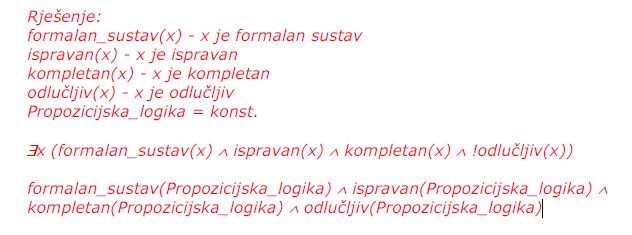 Rješenje:
formalan_sustav(x) - x je formalan sustav
ispravan(x) - x je ispravan
kompletan(x) - x je kompletan
odlučljiv(x) - x je odlučljiv
Propozicijska_logika = konst.
∃x (formalan_sustav(x) ∧ ispravan(x) ∧ kompletan(x) ∧ !odlučljiv(x))
formalan_sustav(Propozicijska_logika) ∧ ispravan(Propozicijska_logika) ∧
kompletan(Propozicijska_logika) ∧ odlučljiv(Propozicijska_logika)